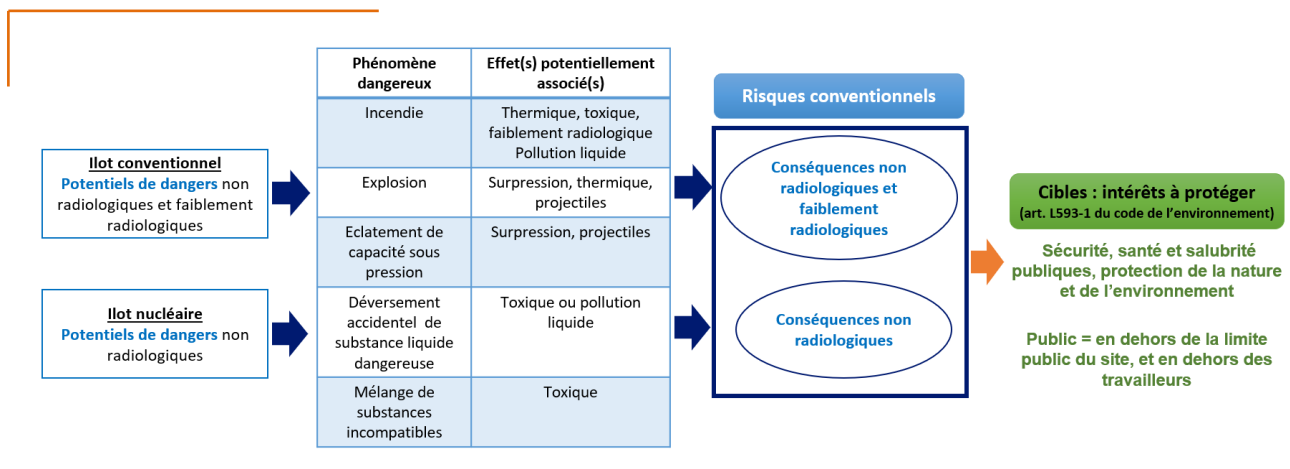 Ilot conventionnel
Potentiels de dangers non
radiologiques et faiblement
radiologiques
Ilot nucléaire
Potentiels de dangers non
radiologiques
Phénomène
dangereux
Effet(s) potentiellement
associé(s)
Incendie
Thermique, toxique,
faiblement radiologique
Pollution liquide
Explosion
Surpression, thermique,
projectiles
Eclatement de
capacité sous
pression
Surpression, projectiles
Déversement
accidentel de
substance liquide
dangereuse
Toxique ou pollution
liquide
Mélange de
substances
incompatibles
Toxique
Risques conventionnels
Conséquences non
radiologiques et
faiblement
radiologiques
Conséquences non
radiologiques
Cibles : intérêts à protéger
(art. L593-1 du code de l'environnement)
Sécurité, santé et salubrité
publiques, protection de la nature
et de l'environnement
Public = en dehors de la limite
public du site, et en dehors des
travailleurs